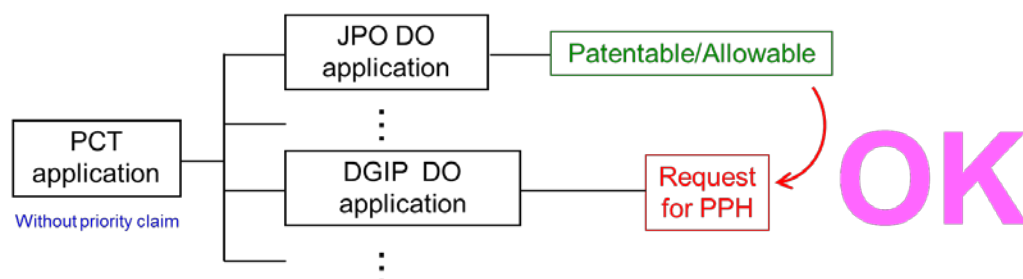 JPO DO
application
Patentable/Allowable
PCT
application
Without priority claim
DGIP DO
application
Request
for PPH
OK